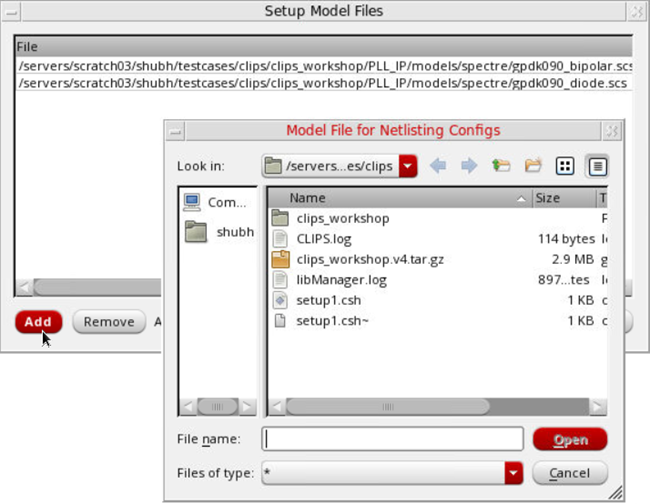 Setup Model Files
File
/servers/scratch03/shubh/testcases/clips/clips_workshop/PLL_IP/models/spectre/gpdk090_bipolar.scs
/servers/scratch03/shubh/testcases/clips/clips_workshop/PLL_IP/models/spectre/gpdk090_diode.scs
Model File for Netlisting Configs
Look in: /servers...es/clips
Com...
shubh
Name Size T
clips_workshop F
CLIPS.log 114 bytes l
clips_workshop.v4.tar.gz 2.9 MB g
libManager.log 897...tes l
setup1.csh 1 KB c
setup1.csh~ 1 KB c
Add Remove A
File name: Open
Files of type: * Cancel